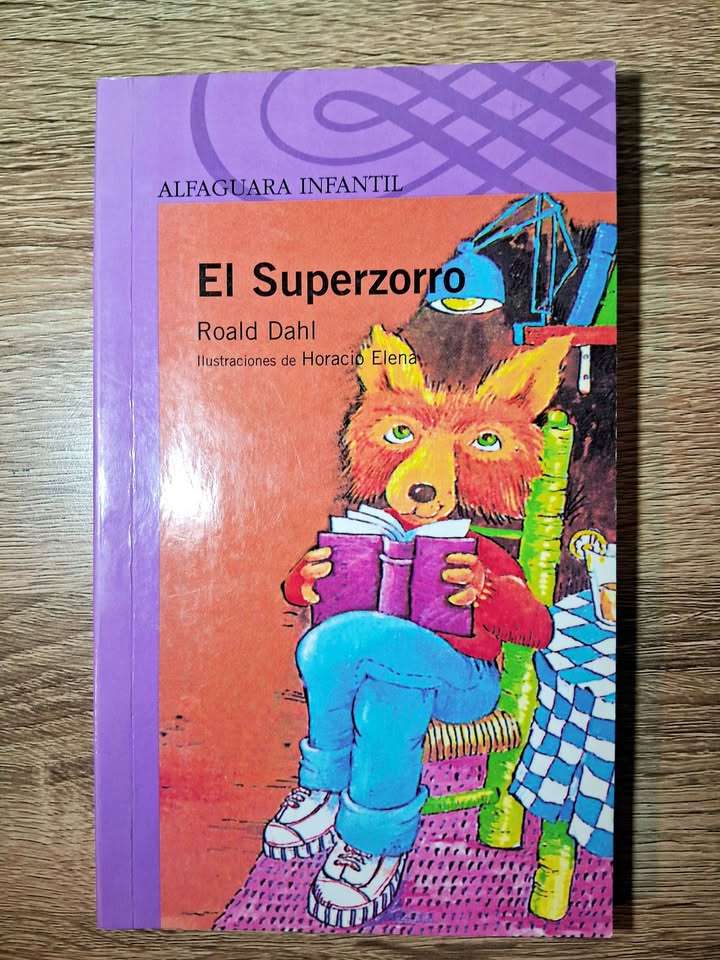 ALFAGUARA INFANTIL
El Superzorro
Roald Dahl
Ilustraciones de Horacio Elena